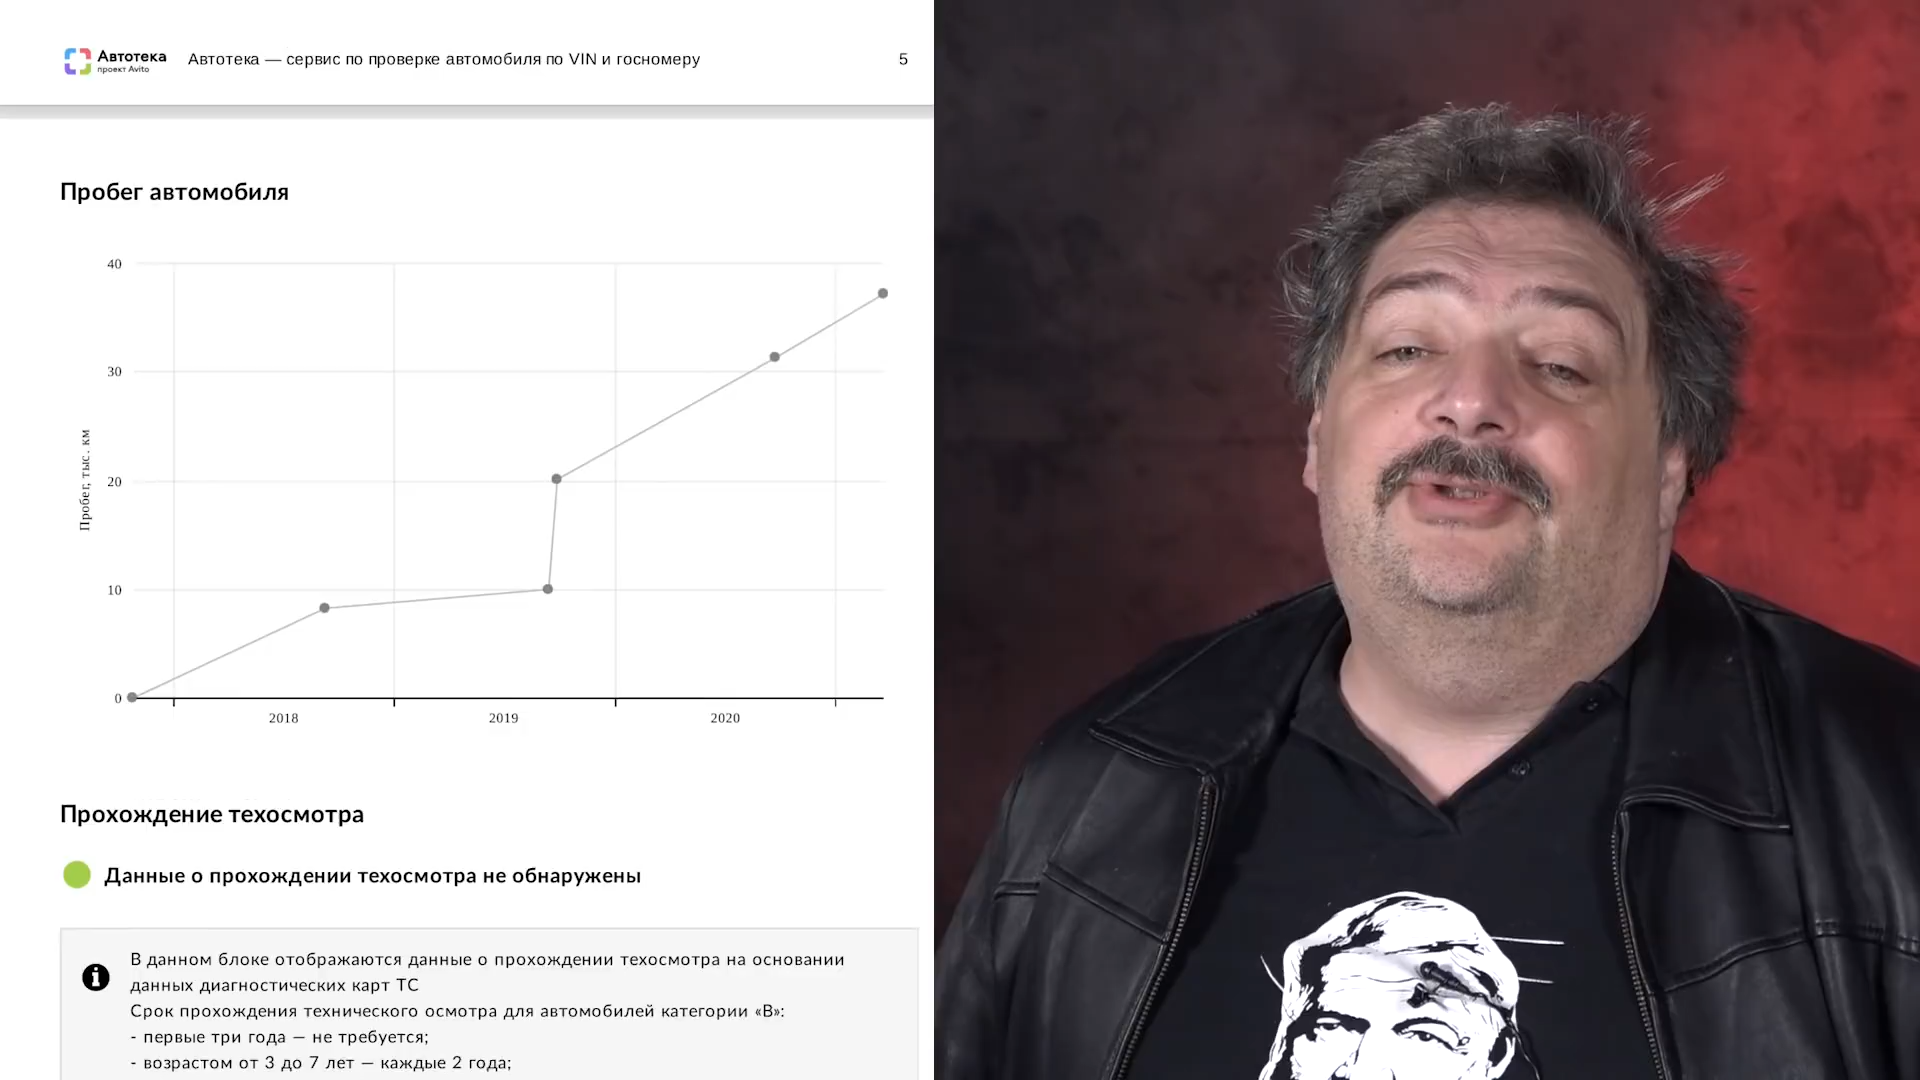 Автотека
проект Avito
Автотека — сервис по проверке автомобиля по VIN и госномеру
5
Пробег автомобиля
40
30
20
10
0
Пробег, тыс. км
2018
2019
2020
Прохождение техосмотра
Данные о прохождении техосмотра не обнаружены
В данном блоке отображаются данные о прохождении техосмотра на основании
данных диагностических карт ТС
Срок прохождения технического осмотра для автомобилей категории «B»:
- первые три года — не требуется;
- возрастом от 3 до 7 лет — каждые 2 года;